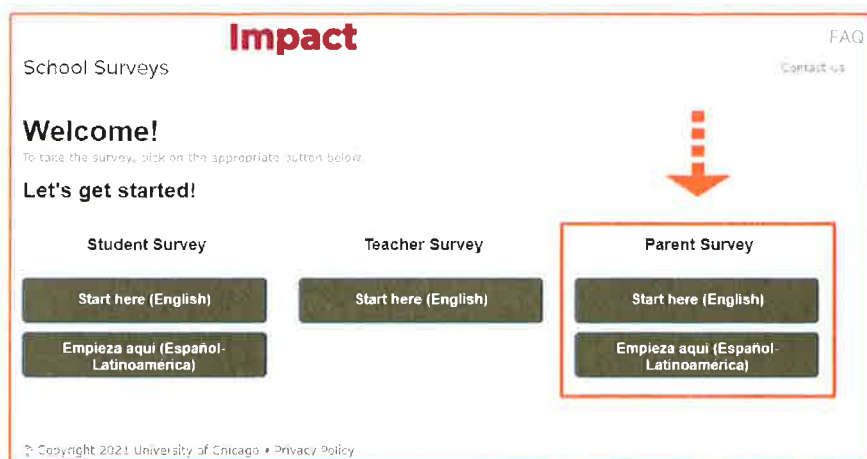 Impact
FAQ
School Surveys
Contact us
Welcome!
To take the survey, click on the appropriate button below.
Let's get started!
Student Survey
Teacher Survey
Parent Survey
Start here (English)
Start here (English)
Start here (English)
Empieza aquí (Español-
Latinoamérica)
Empieza aquí (Español-
Latinoamérica)
© Copyright 2021 University of Chicago • Privacy Policy